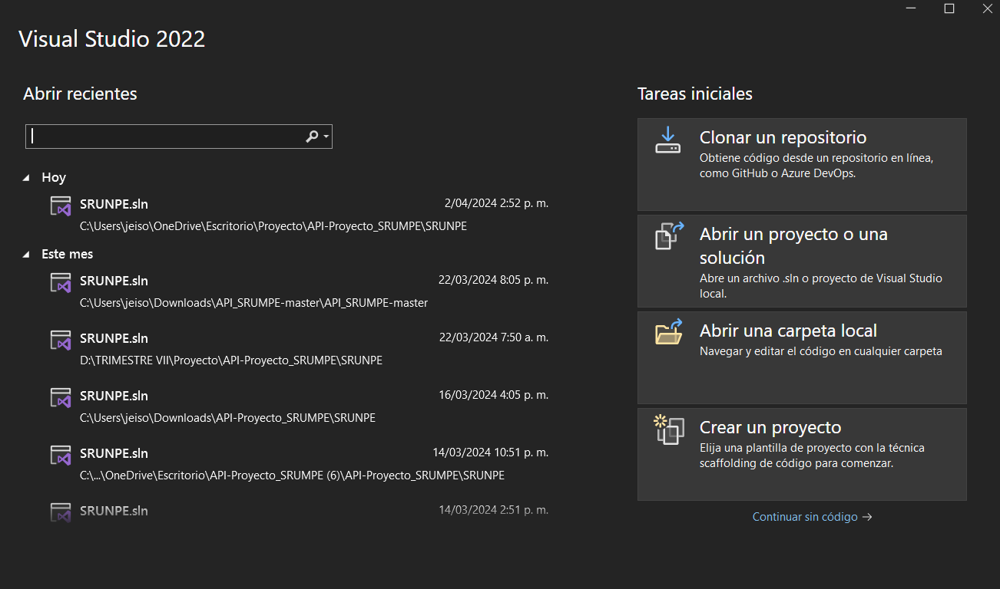 Visual Studio 2022
Abrir recientes
Hoy
SRUNPE.sln 2/04/2024 2:52 p. m.
C:\Users\jeiso\OneDrive\Escritorio\Proyecto\API-Proyecto_SRUMPE\SRUNPE
Este mes
SRUNPE.sln 22/03/2024 8:05 p. m.
C:\Users\jeiso\Downloads\API_SRUMPE-master\API_SRUMPE-master
SRUNPE.sln 22/03/2024 7:50 a. m.
D:\TRIMESTRE VII\Proyecto\API-Proyecto_SRUMPE\SRUNPE
SRUNPE.sln 16/03/2024 4:05 p. m.
C:\Users\jeiso\Downloads\API-Proyecto_SRUMPE\SRUNPE
SRUNPE.sln 14/03/2024 10:51 p. m.
C:\...\OneDrive\Escritorio\API-Proyecto_SRUMPE (6)\API-Proyecto_SRUMPE\SRUNPE
SRUNPE.sln 14/03/2024 2:51 p. m.
Tareas iniciales
Clonar un repositorio
Obtiene código desde un repositorio en línea,
como GitHub o Azure DevOps.
Abrir un proyecto o una
solución
Abre un archivo .sln o proyecto de Visual Studio
local.
Abrir una carpeta local
Navegar y editar el código en cualquier carpeta
Crear un proyecto
Elija una plantilla de proyecto con la técnica
scaffolding de código para comenzar.
Continuar sin código →